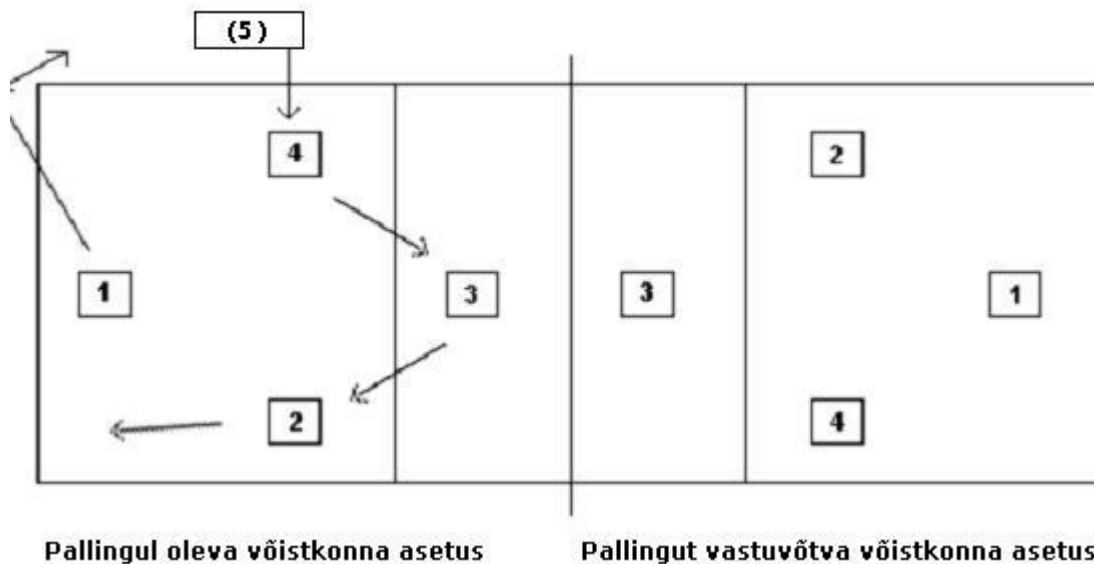 (5)
4 2
1 3 3 1
2 4
Pallingul oleva võistkonna asetus
Pallingut vastuvõtva võistkonna asetus